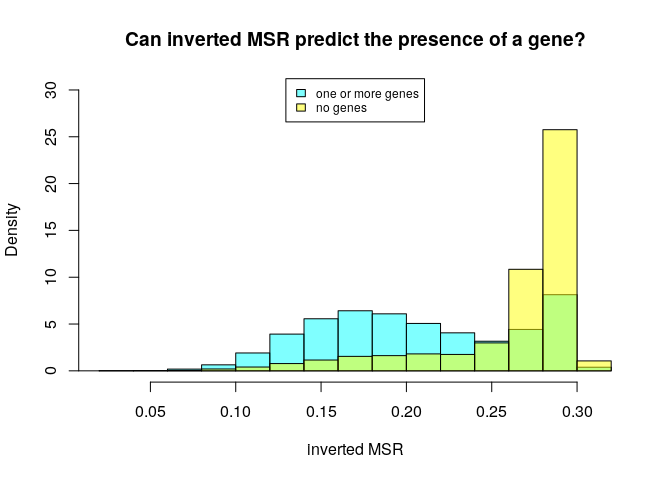 Can inverted MSR predict the presence of a gene?
one or more genes
no genes
Density
30
25
20
15
10
5
0
0.05 0.10 0.15 0.20 0.25 0.30
inverted MSR